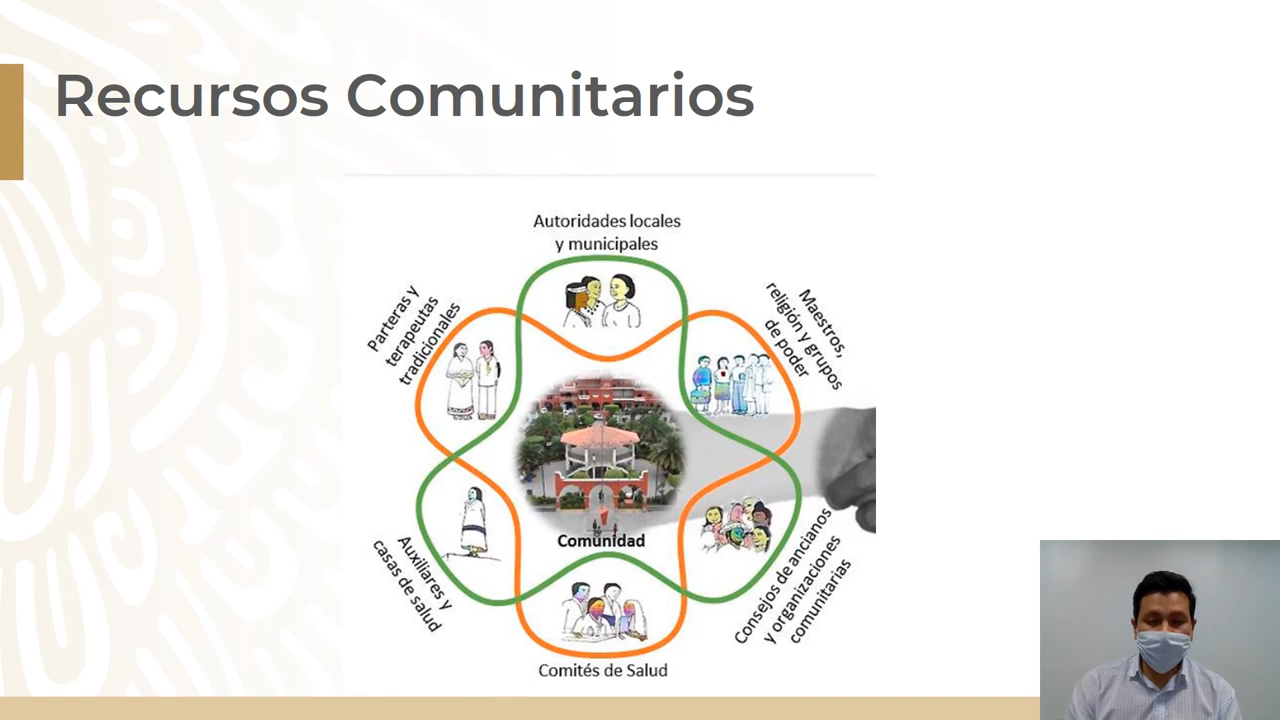 Recursos Comunitarios
Autoridades locales
y municipales
Parteras y
terapeutas
tradicionales
Maestros,
religión y grupos
de poder
Comunidad
Auxiliares y
casas de salud
Consejos de ancianos
y organizaciones
comunitarias
Comités de Salud